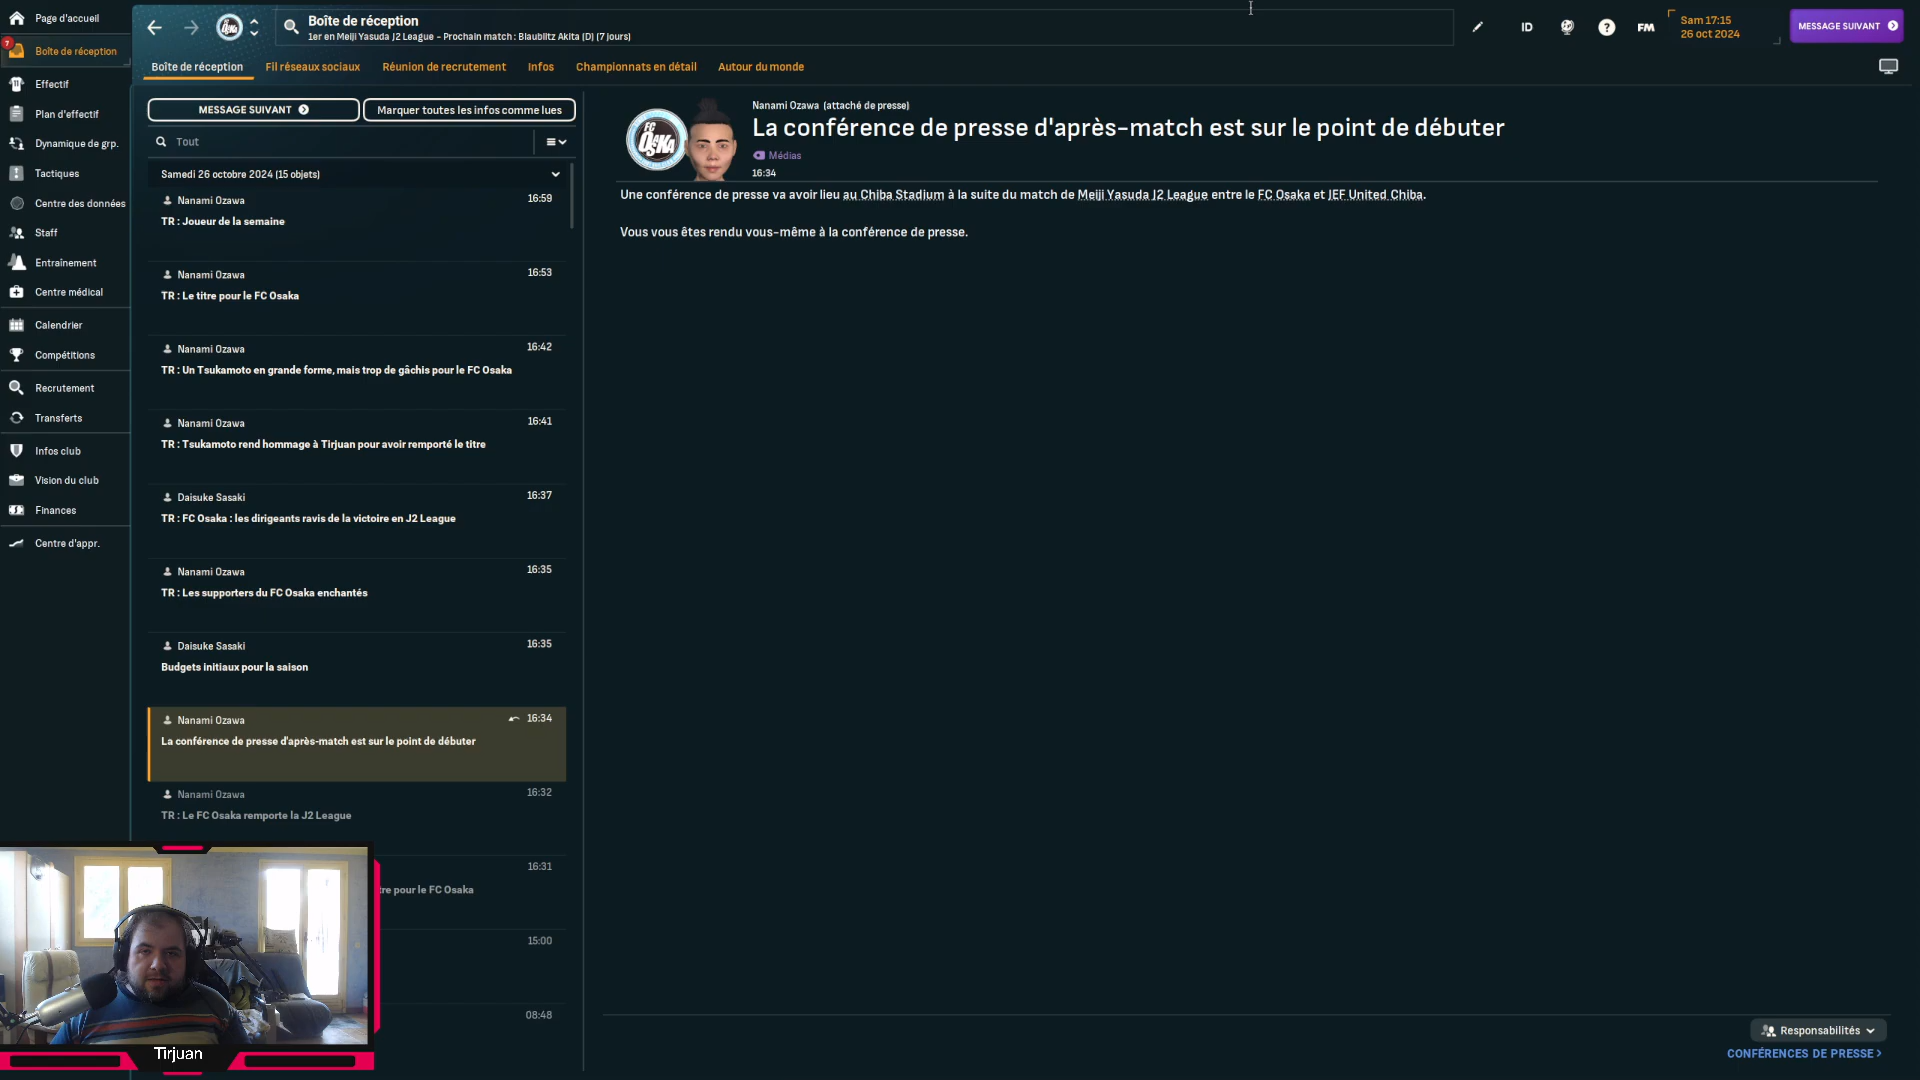 Page d'accueil
7
Boîte de réception
Effectif
Plan d'effectif
Dynamique de grp.
Tactiques
Centre des données
Staff
Entraînement
Centre médical
Calendrier
Compétitions
Recrutement
Transferts
Infos club
Vision du club
Finances
Centre d'appr.
Boîte de réception
1er en Meiji Yasuda J2 League - Prochain match : Blaublitz Akita (D) (7 jours)
ID
FM
Sam 17:15
26 oct 2024
MESSAGE SUIVANT
Boîte de réception
Fil réseaux sociaux
Réunion de recrutement
Infos
Championnats en détail
Autour du monde
MESSAGE SUIVANT
Marquer toutes les infos comme lues
Tout
Samedi 26 octobre 2024 (15 objets)
Nanami Ozawa 16:59
TR : Joueur de la semaine
Nanami Ozawa 16:53
TR : Le titre pour le FC Osaka
Nanami Ozawa 16:42
TR : Un Tsukamoto en grande forme, mais trop de gâchis pour le FC Osaka
Nanami Ozawa 16:41
TR : Tsukamoto rend hommage à Tirjuan pour avoir remporté le titre
Daisuke Sasaki 16:37
TR : FC Osaka : les dirigeants ravis de la victoire en J2 League
Nanami Ozawa 16:35
TR : Les supporters du FC Osaka enchantés
Daisuke Sasaki 16:35
Budgets initiaux pour la saison
Nanami Ozawa 16:34
La conférence de presse d'après-match est sur le point de débuter
Nanami Ozawa 16:32
TR : Le FC Osaka remporte la J2 League
16:31
tre pour le FC Osaka
15:00
08:48
Tirjuan
FC OSAKA
Nanami Ozawa (attaché de presse)
La conférence de presse d'après-match est sur le point de débuter
Médias
16:34
Une conférence de presse va avoir lieu au Chiba Stadium à la suite du match de Meiji Yasuda J2 League entre le FC Osaka et JEF United Chiba.
Vous vous êtes rendu vous-même à la conférence de presse.
Responsabilités
CONFÉRENCES DE PRESSE >